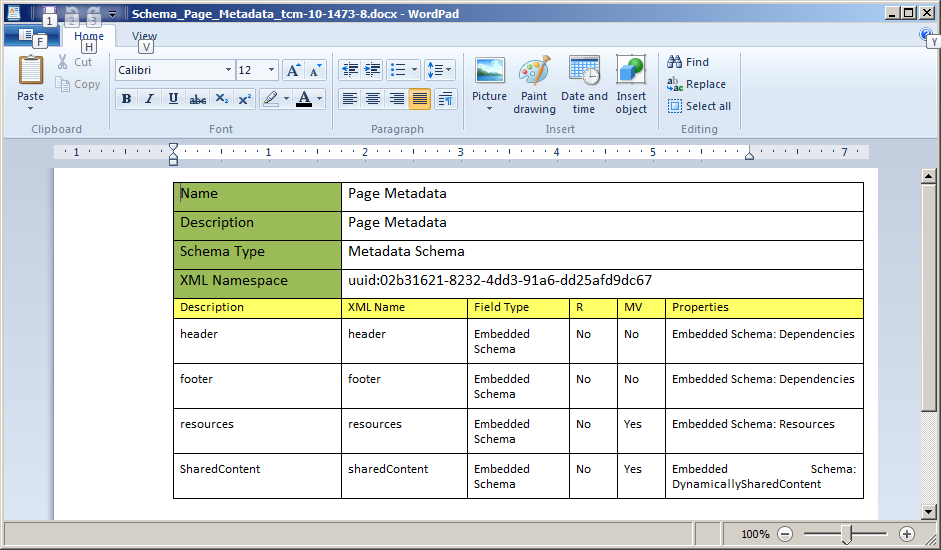 Schema_Page_Metadata_tcm-10-1473-8.docx - WordPad
1 2 3
F Home H View V Y
Paste
Cut
Copy
Clipboard
Calibri 12 A A
B I U abc X₂ X² A
Font
Paragraph
Picture
Paint drawing
Date and time
Insert object
Insert
Find
Replace
Select all
Editing
1 1 2 3 4 5 7
Name Page Metadata
Description Page Metadata
Schema Type Metadata Schema
XML Namespace uuid:02b31621-8232-4dd3-91a6-dd25afd9dc67
Description XML Name Field Type R MV Properties
header header Embedded Schema No No Embedded Schema: Dependencies
footer footer Embedded Schema No No Embedded Schema: Dependencies
resources resources Embedded Schema No Yes Embedded Schema: Resources
SharedContent sharedContent Embedded Schema No Yes Embedded Schema: DynamicallySharedContent
100%